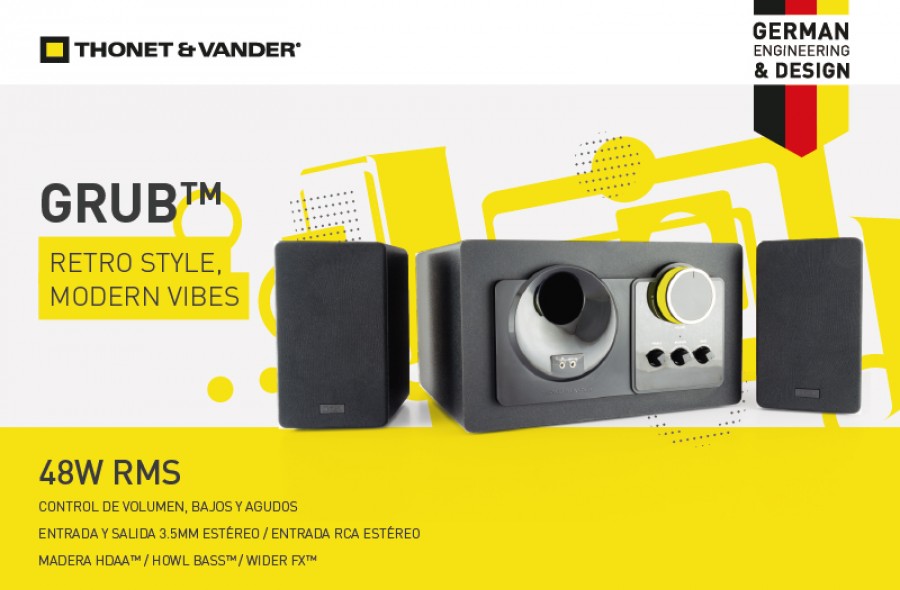 THONET & VANDER®
GERMAN
ENGINEERING
& DESIGN
GRUB™
RETRO STYLE,
MODERN VIBES
48W RMS
CONTROL DE VOLUMEN, BAJOS Y AGUDOS
ENTRADA Y SALIDA 3.5MM ESTÉREO / ENTRADA RCA ESTÉREO
MADERA HDAA™ / HOWL BASS™ / WIDER FX™